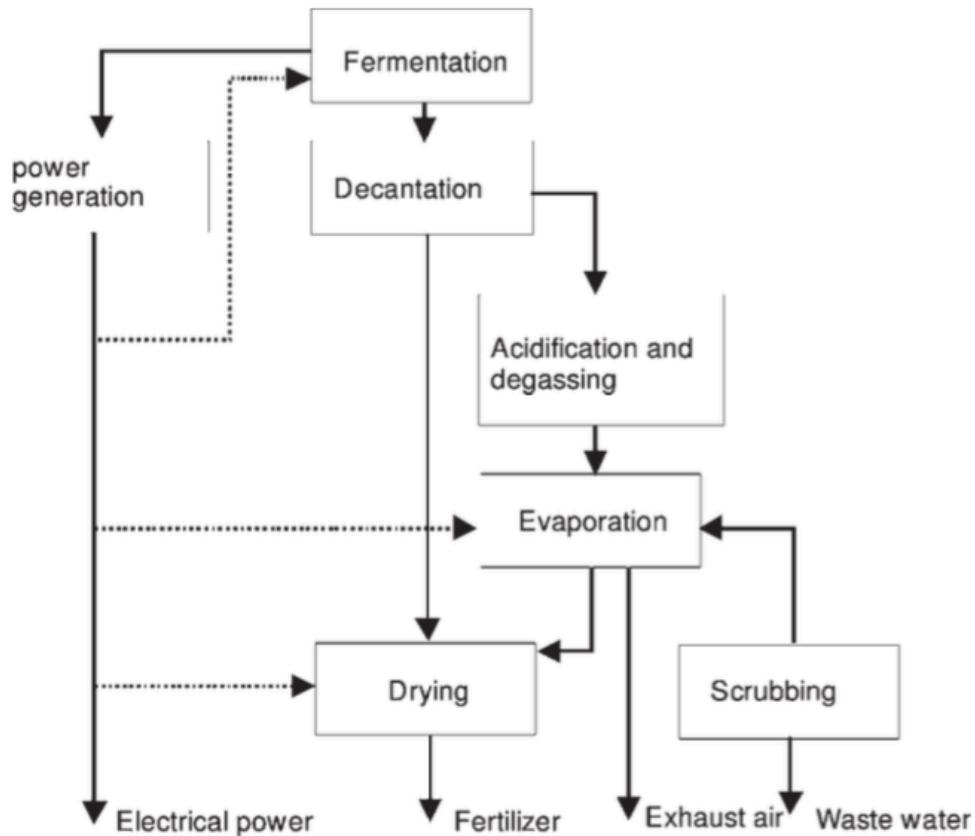 Fermentation
power
generation
Decantation
Acidification and
degassing
Evaporation
Drying
Scrubbing
Electrical power
Fertilizer
Exhaust air
Waste water